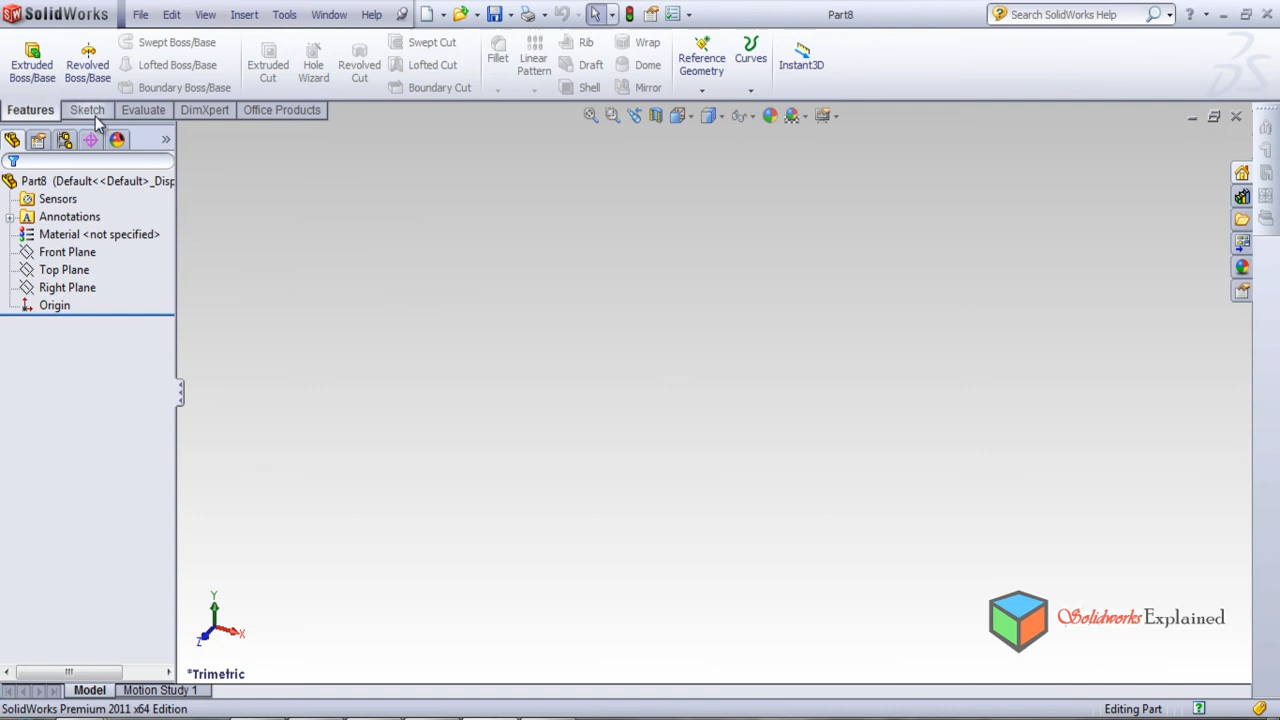 SolidWorks File Edit View Insert Tools Window Help Part8 Search SolidWorks Help
Extruded Boss/Base
Revolved Boss/Base
Swept Boss/Base
Lofted Boss/Base
Boundary Boss/Base
Extruded Cut
Hole Wizard
Revolved Cut
Swept Cut
Lofted Cut
Boundary Cut
Fillet
Linear Pattern
Rib
Draft
Shell
Wrap
Dome
Mirror
Reference Geometry
Curves
Instant3D
Features Sketch Evaluate DimXpert Office Products
Part8 (Default<<Default>_Disp
Sensors
Annotations
Material <not specified>
Front Plane
Top Plane
Right Plane
Origin
Y
X
Z
*Trimetric
Solidworks Explained
Model Motion Study 1
SolidWorks Premium 2011 x64 Edition Editing Part